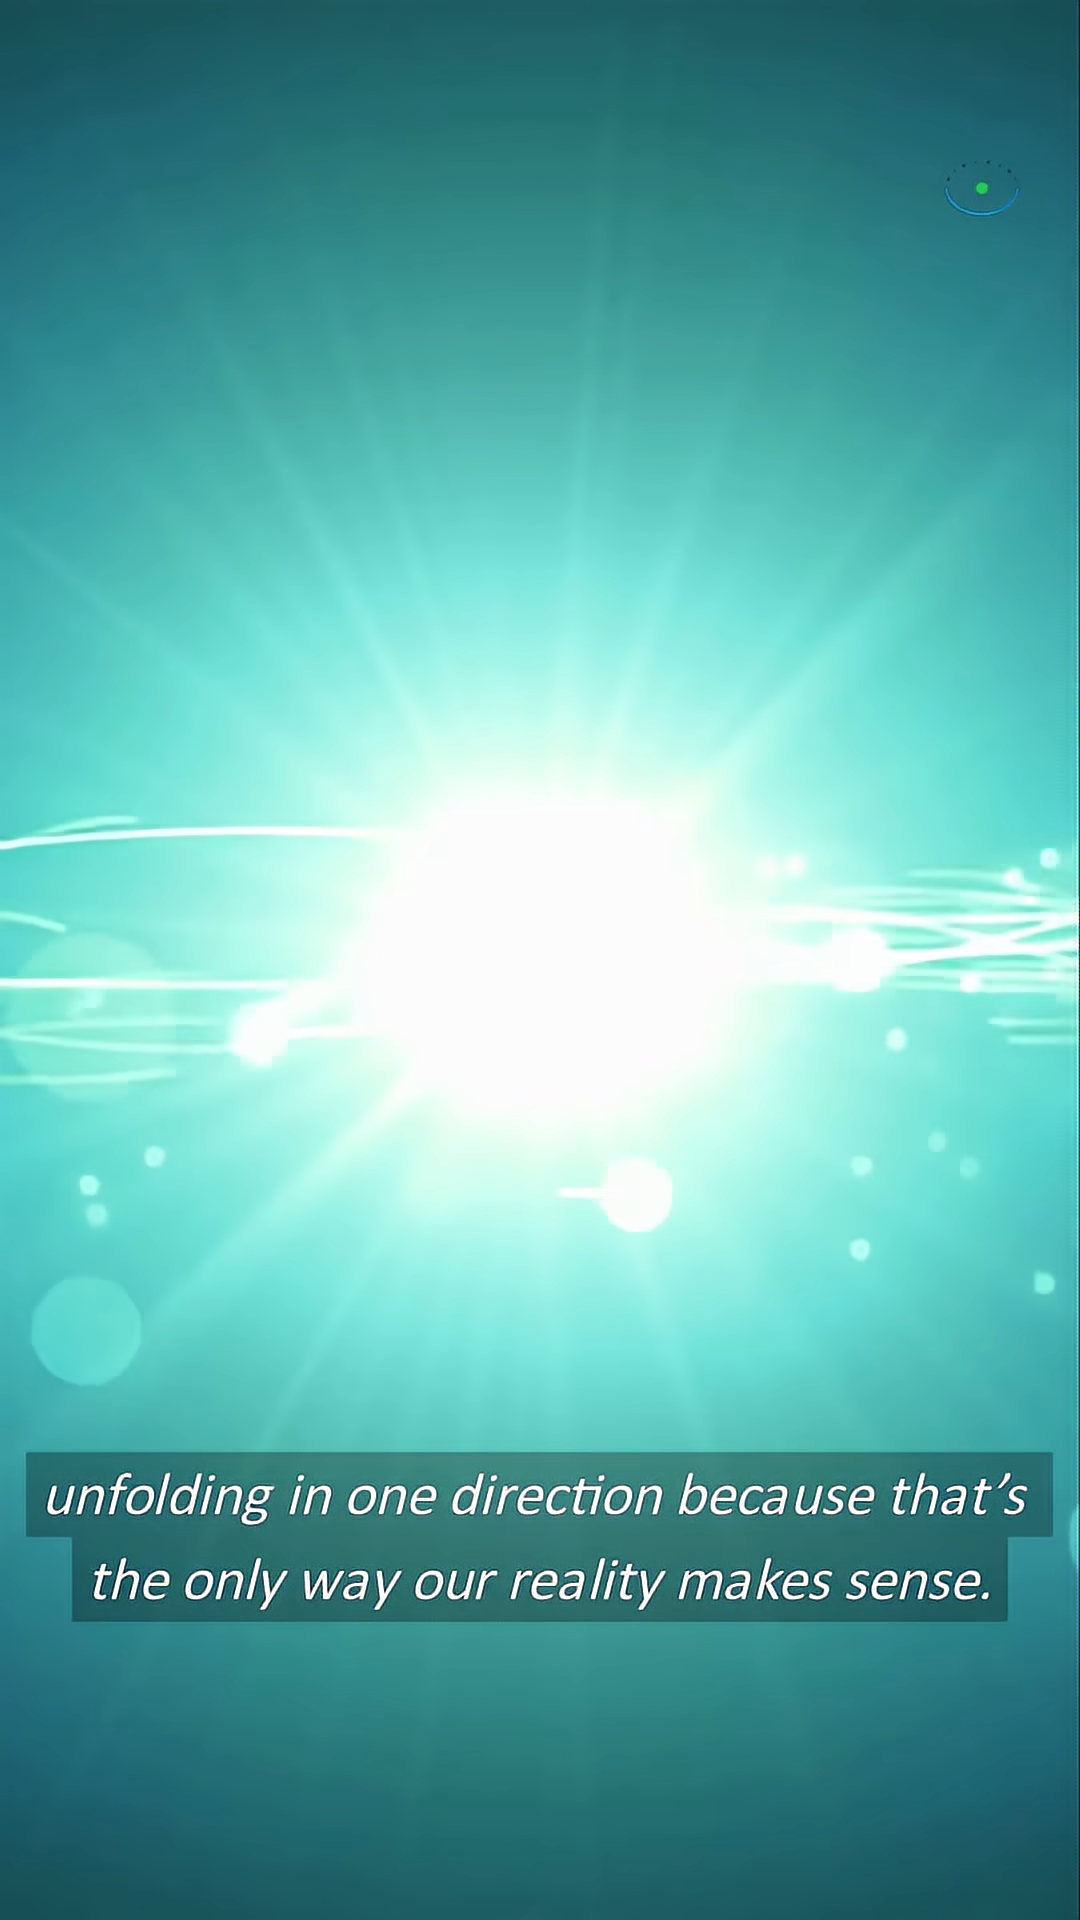 unfolding in one direction because that’s
the only way our reality makes sense.